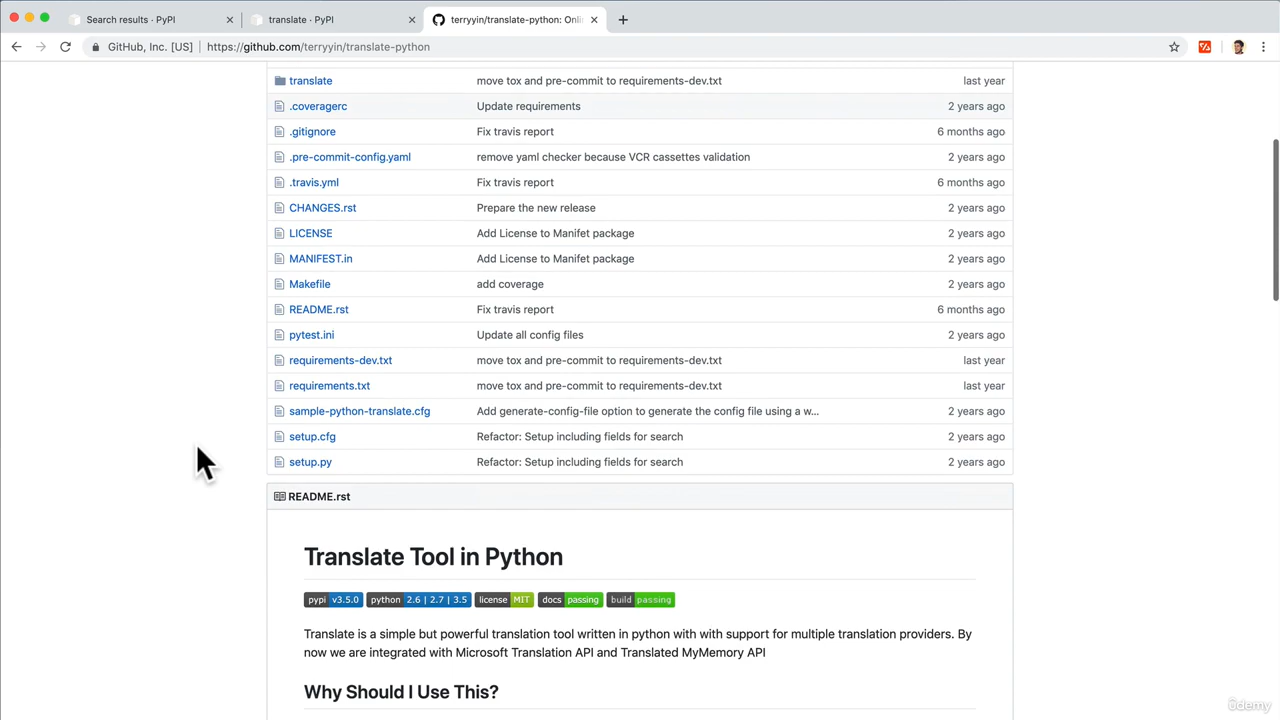 Search results · PyPI
translate · PyPI
terryyin/translate-python: Onli
GitHub, Inc. [US] https://github.com/terryyin/translate-python
translate move tox and pre-commit to requirements-dev.txt last year
.coveragerc Update requirements 2 years ago
.gitignore Fix travis report 6 months ago
.pre-commit-config.yaml remove yaml checker because VCR cassettes validation 2 years ago
.travis.yml Fix travis report 6 months ago
CHANGES.rst Prepare the new release 2 years ago
LICENSE Add License to Manifet package 2 years ago
MANIFEST.in Add License to Manifet package 2 years ago
Makefile add coverage 2 years ago
README.rst Fix travis report 6 months ago
pytest.ini Update all config files 2 years ago
requirements-dev.txt move tox and pre-commit to requirements-dev.txt last year
requirements.txt move tox and pre-commit to requirements-dev.txt last year
sample-python-translate.cfg Add generate-config-file option to generate the config file using a w... 2 years ago
setup.cfg Refactor: Setup including fields for search 2 years ago
setup.py Refactor: Setup including fields for search 2 years ago
README.rst
Translate Tool in Python
pypi v3.5.0 python 2.6 | 2.7 | 3.5 license MIT docs passing build passing
Translate is a simple but powerful translation tool written in python with with support for multiple translation providers. By
now we are integrated with Microsoft Translation API and Translated MyMemory API
Why Should I Use This?
ûdemy